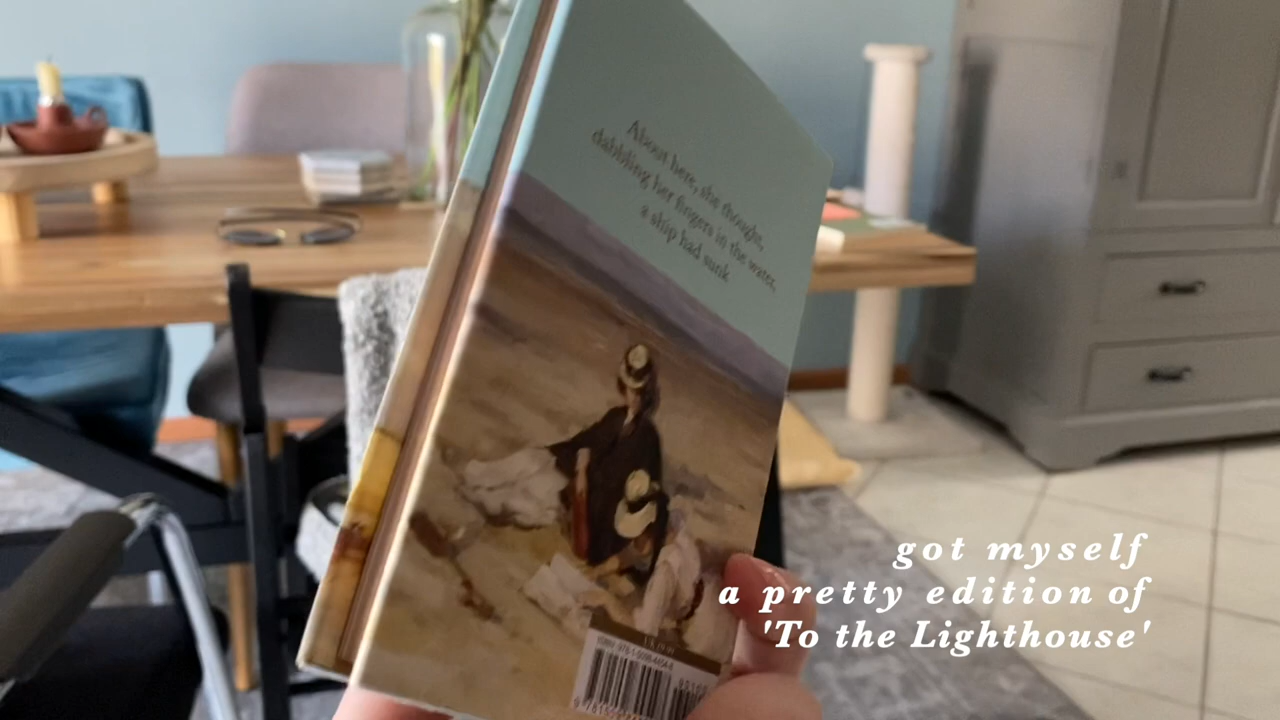 About here, she thought,
dabbling her fingers in the water,
a ship had sunk
got myself
a pretty edition of
'To the Lighthouse'